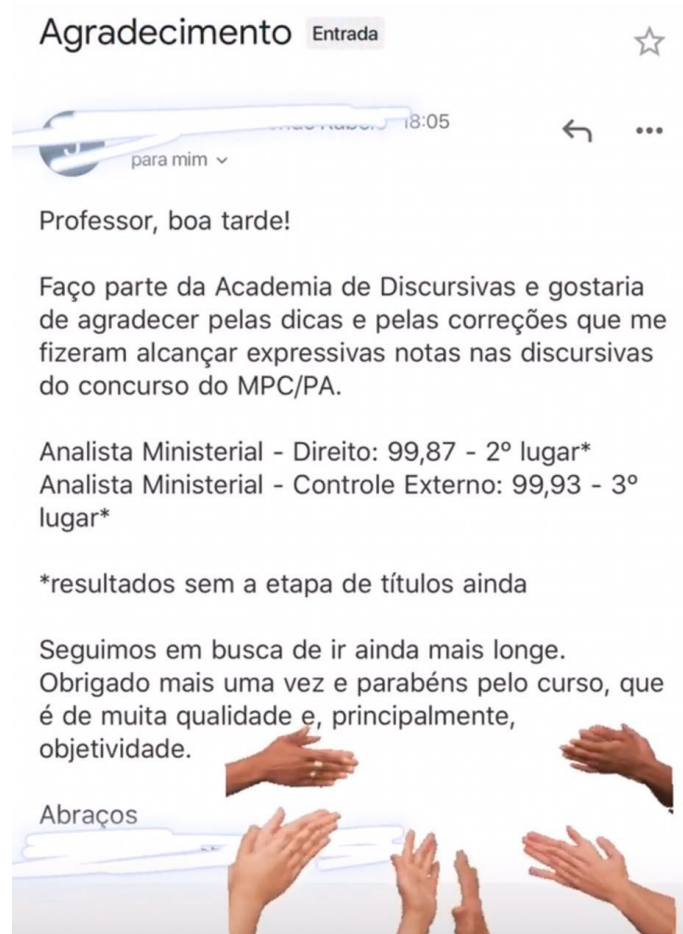 Agradecimento Entrada
18:05
para mim
Professor, boa tarde!
Faço parte da Academia de Discursivas e gostaria
de agradecer pelas dicas e pelas correções que me
fizeram alcançar expressivas notas nas discursivas
do concurso do MPC/PA.
Analista Ministerial - Direito: 99,87 - 2º lugar*
Analista Ministerial - Controle Externo: 99,93 - 3º
lugar*
*resultados sem a etapa de títulos ainda
Seguimos em busca de ir ainda mais longe.
Obrigado mais uma vez e parabéns pelo curso, que
é de muita qualidade e, principalmente,
objetividade.
Abraços